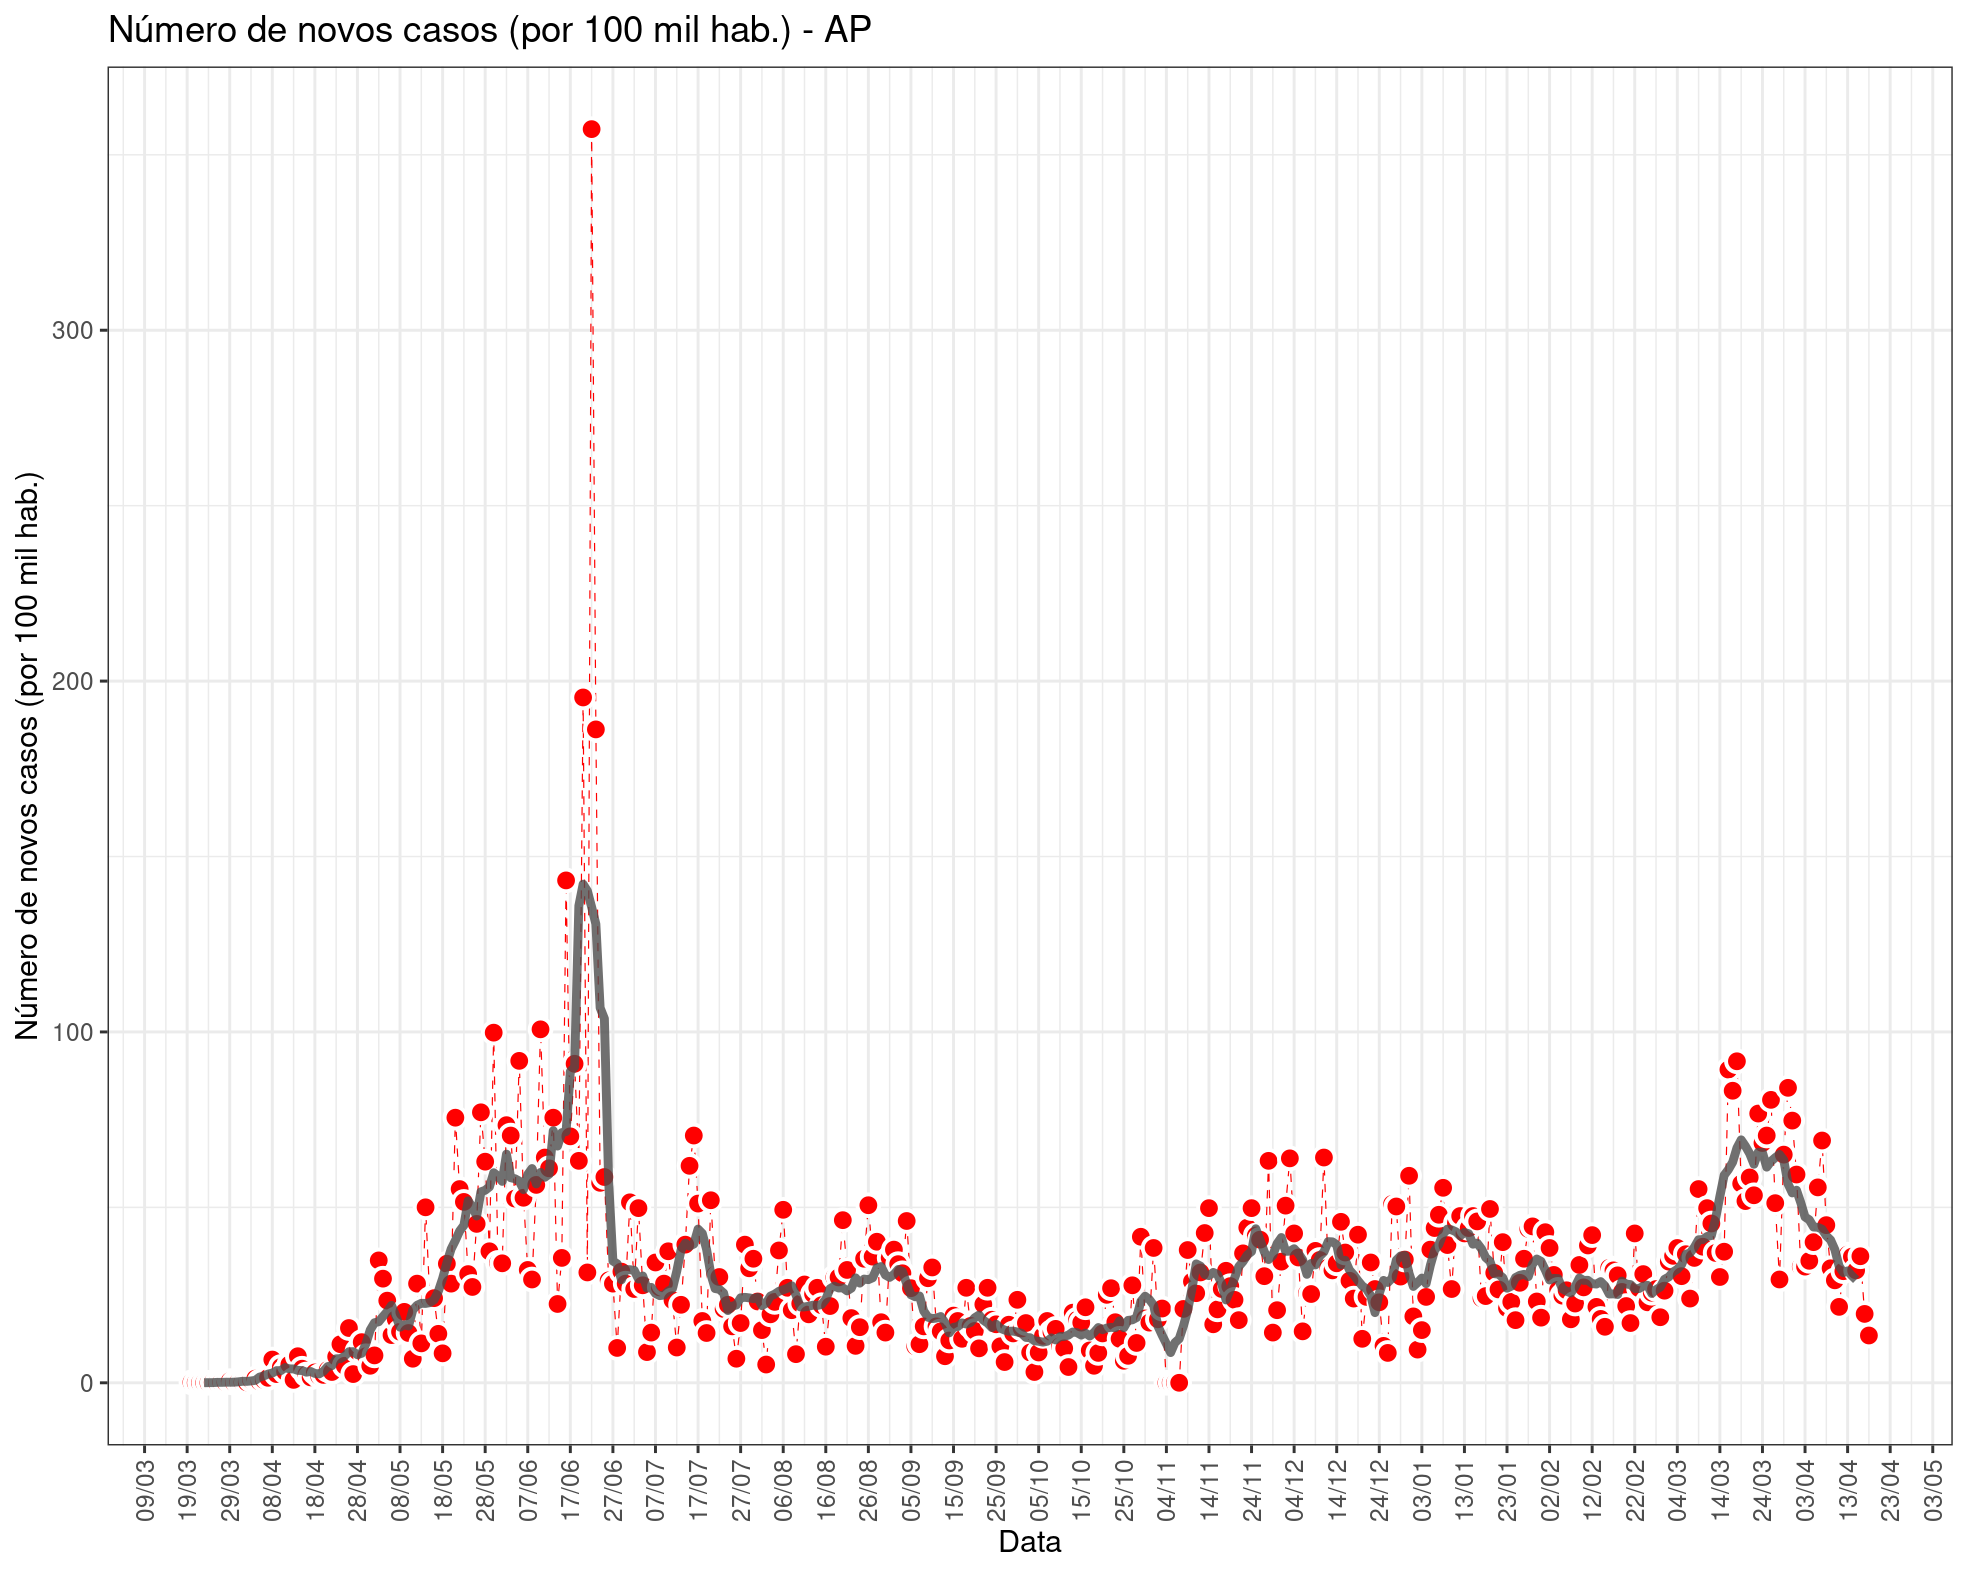 Número de novos casos (por 100 mil hab.) - AP
Número de novos casos (por 100 mil hab.)
300
200
100
0
09/03 19/03 29/03 08/04 18/04 28/04 08/05 18/05 28/05 07/06 17/06 27/06 07/07 17/07 27/07 06/08 16/08 26/08 05/09 15/09 25/09 05/10 15/10 25/10 04/11 14/11 24/11 04/12 14/12 24/12 03/01 13/01 23/01 02/02 12/02 22/02 04/03 14/03 24/03 03/04 13/04 23/04 03/05
Data